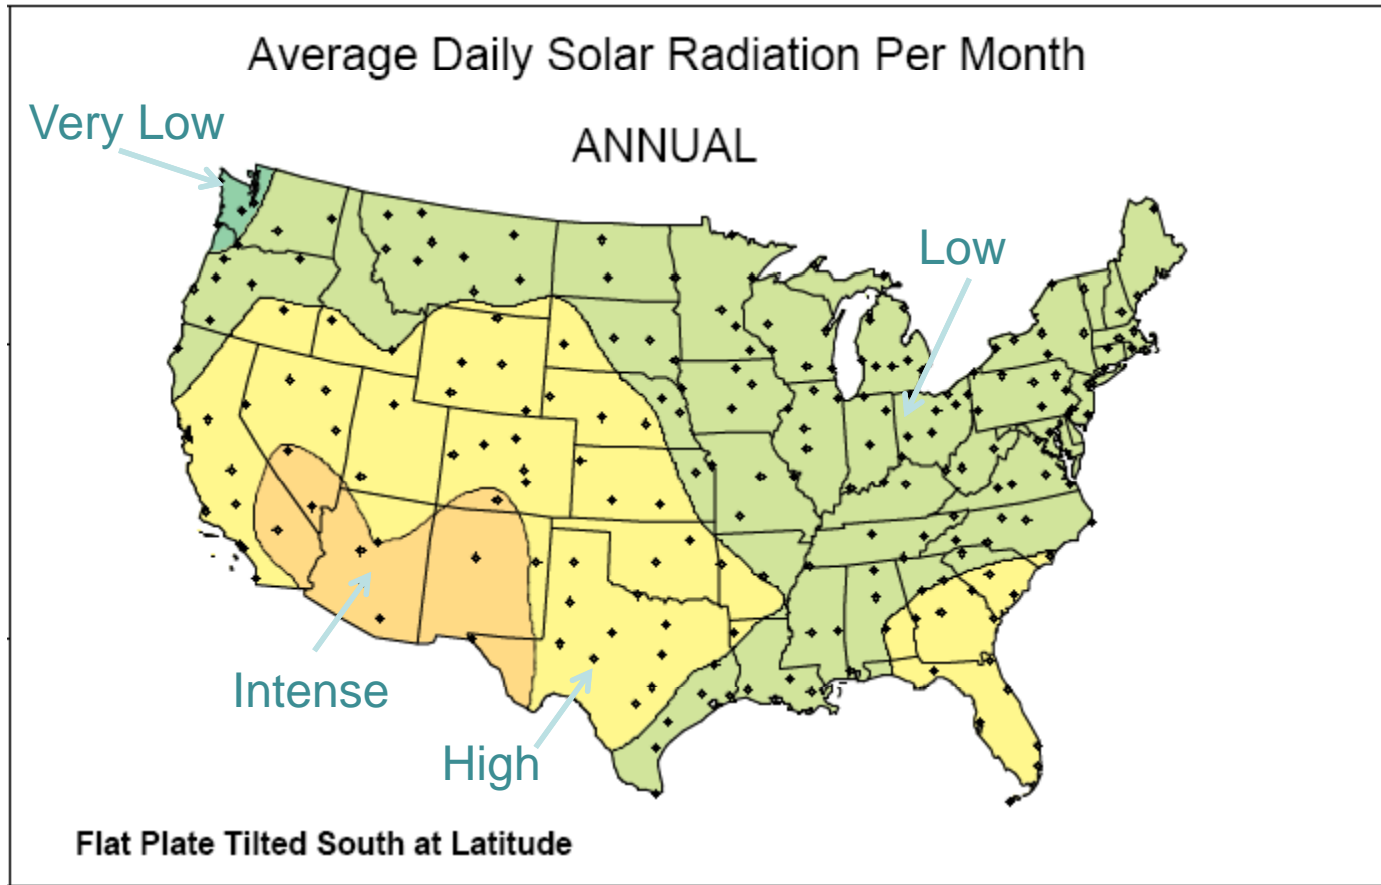 Average Daily Solar Radiation Per Month
Very Low
ANNUAL
Low
Intense
High
Flat Plate Tilted South at Latitude